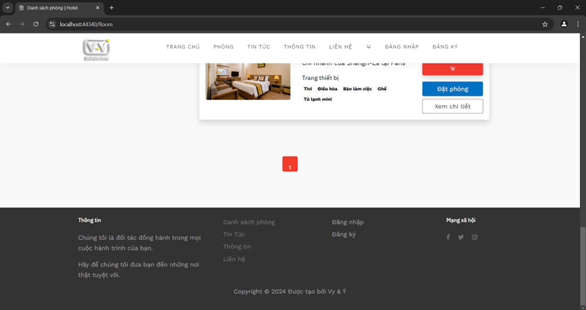 Danh sách phòng | Hotel
localhost:44340/Room
TRANG CHỦ PHÒNG TIN TỨC THÔNG TIN LIÊN HỆ ĐĂNG NHẬP ĐĂNG KÝ
Chi nhánh của Shangri-La tại Paris
Trang thiết bị
Tivi Điều hòa Bàn làm việc Ghế
Tủ lạnh mini
Đặt phòng
Xem chi tiết
1
Thông tin
Chúng tôi là đối tác đồng hành trong mọi
cuộc hành trình của bạn.
Hãy để chúng tôi đưa bạn đến những nơi
thật tuyệt vời.
Danh sách phòng
Tin Tức
Thông tin
Liên hệ
Đăng nhập
Đăng ký
Mạng xã hội
Copyright © 2024 Được tạo bởi Vy & Ý